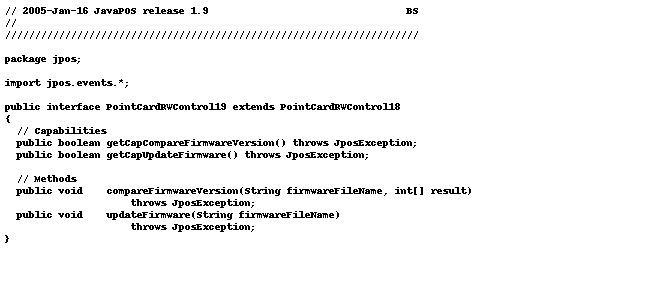 // 2005-Jan-16 JavaPOS release 1.9                                 BS
//
/////////////////////////////////////////////////////////////////////
package jpos;
import jpos.events.*;
public interface PointCardRWControl19 extends PointCardRWControl18
{
  // Capabilities
  public boolean getCapCompareFirmwareVersion() throws JposException;
  public boolean getCapUpdateFirmware() throws JposException;
  // Methods
  public void    compareFirmwareVersion(String firmwareFileName, int[] result)
                     throws JposException;
  public void    updateFirmware(String firmwareFileName)
                     throws JposException;
}